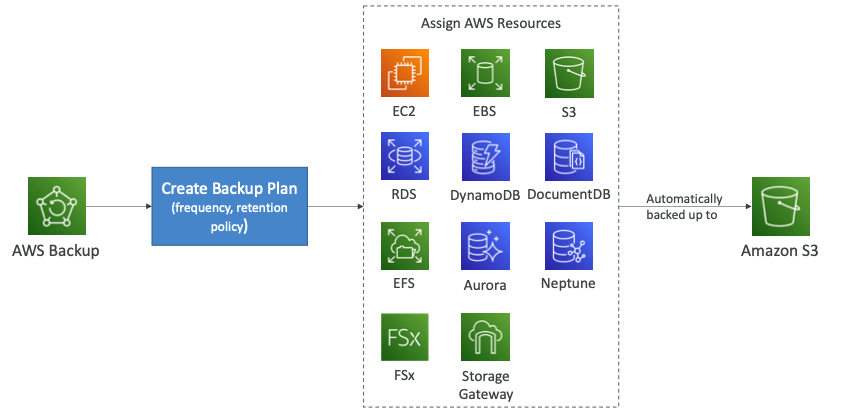 Assign AWS Resources
EC2
EBS
S3
RDS
DynamoDB
DocumentDB
AWS Backup
Create Backup Plan
(frequency, retention
policy)
Automatically
backed up to
Amazon S3
EFS
Aurora
Neptune
FSx
FSx
Storage
Gateway